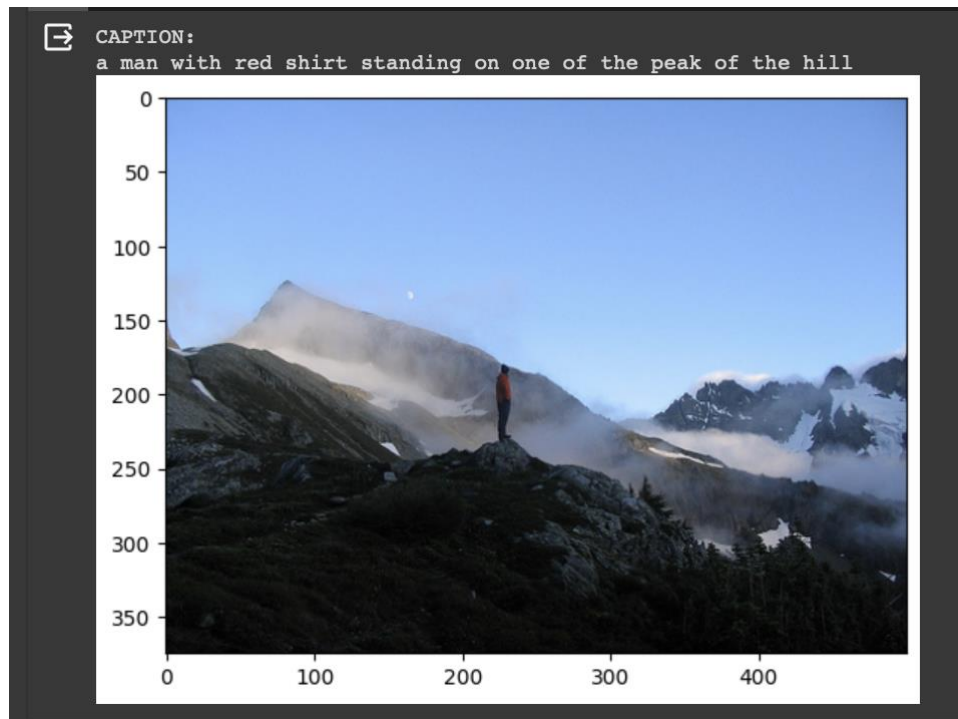 CAPTION:
a man with red shirt standing on one of the peak of the hill
0
50
100
150
200
250
300
350
0 100 200 300 400